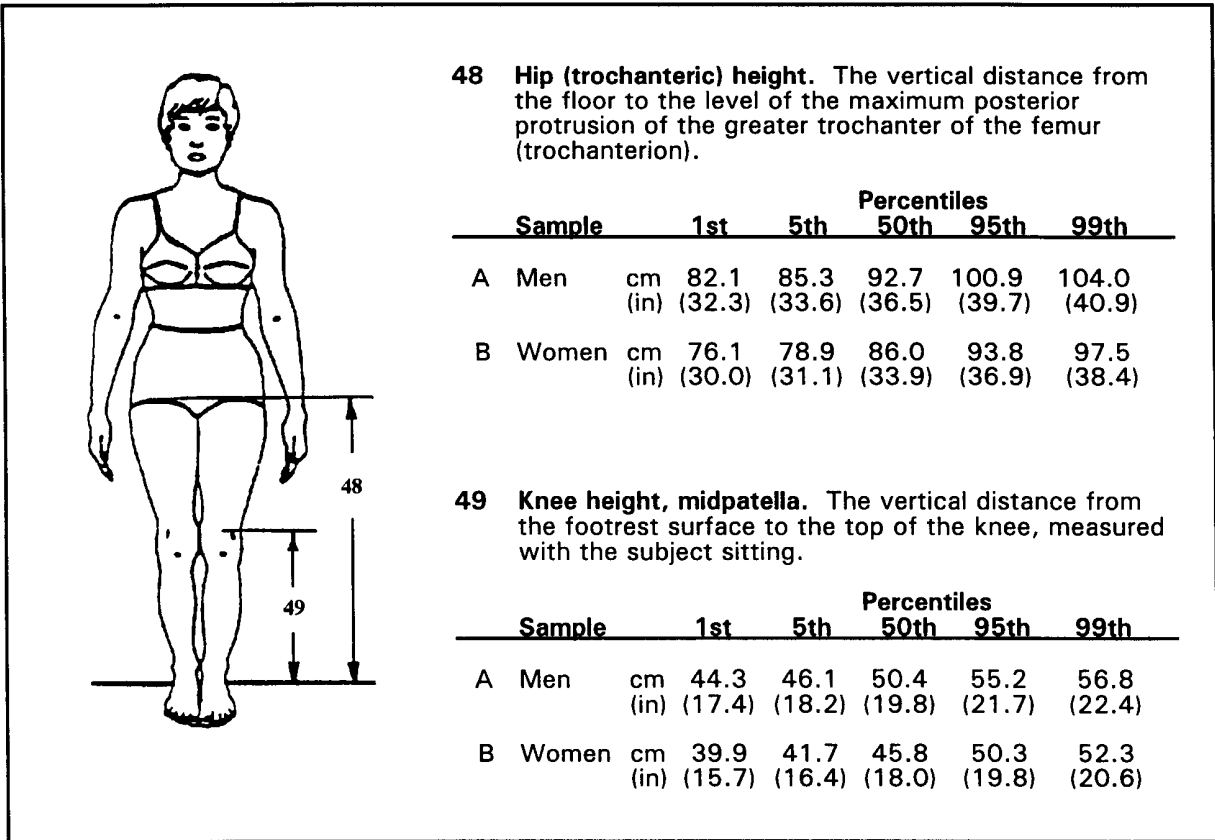 48 Hip (trochanteric) height. The vertical distance from
the floor to the level of the maximum posterior
protrusion of the greater trochanter of the femur
(trochanterion).
Percentiles
Sample 1st 5th 50th 95th 99th
A Men cm 82.1 85.3 92.7 100.9 104.0
(in) (32.3) (33.6) (36.5) (39.7) (40.9)
B Women cm 76.1 78.9 86.0 93.8 97.5
(in) (30.0) (31.1) (33.9) (36.9) (38.4)
48
49
49 Knee height, midpatella. The vertical distance from
the footrest surface to the top of the knee, measured
with the subject sitting.
Percentiles
Sample 1st 5th 50th 95th 99th
A Men cm 44.3 46.1 50.4 55.2 56.8
(in) (17.4) (18.2) (19.8) (21.7) (22.4)
B Women cm 39.9 41.7 45.8 50.3 52.3
(in) (15.7) (16.4) (18.0) (19.8) (20.6)